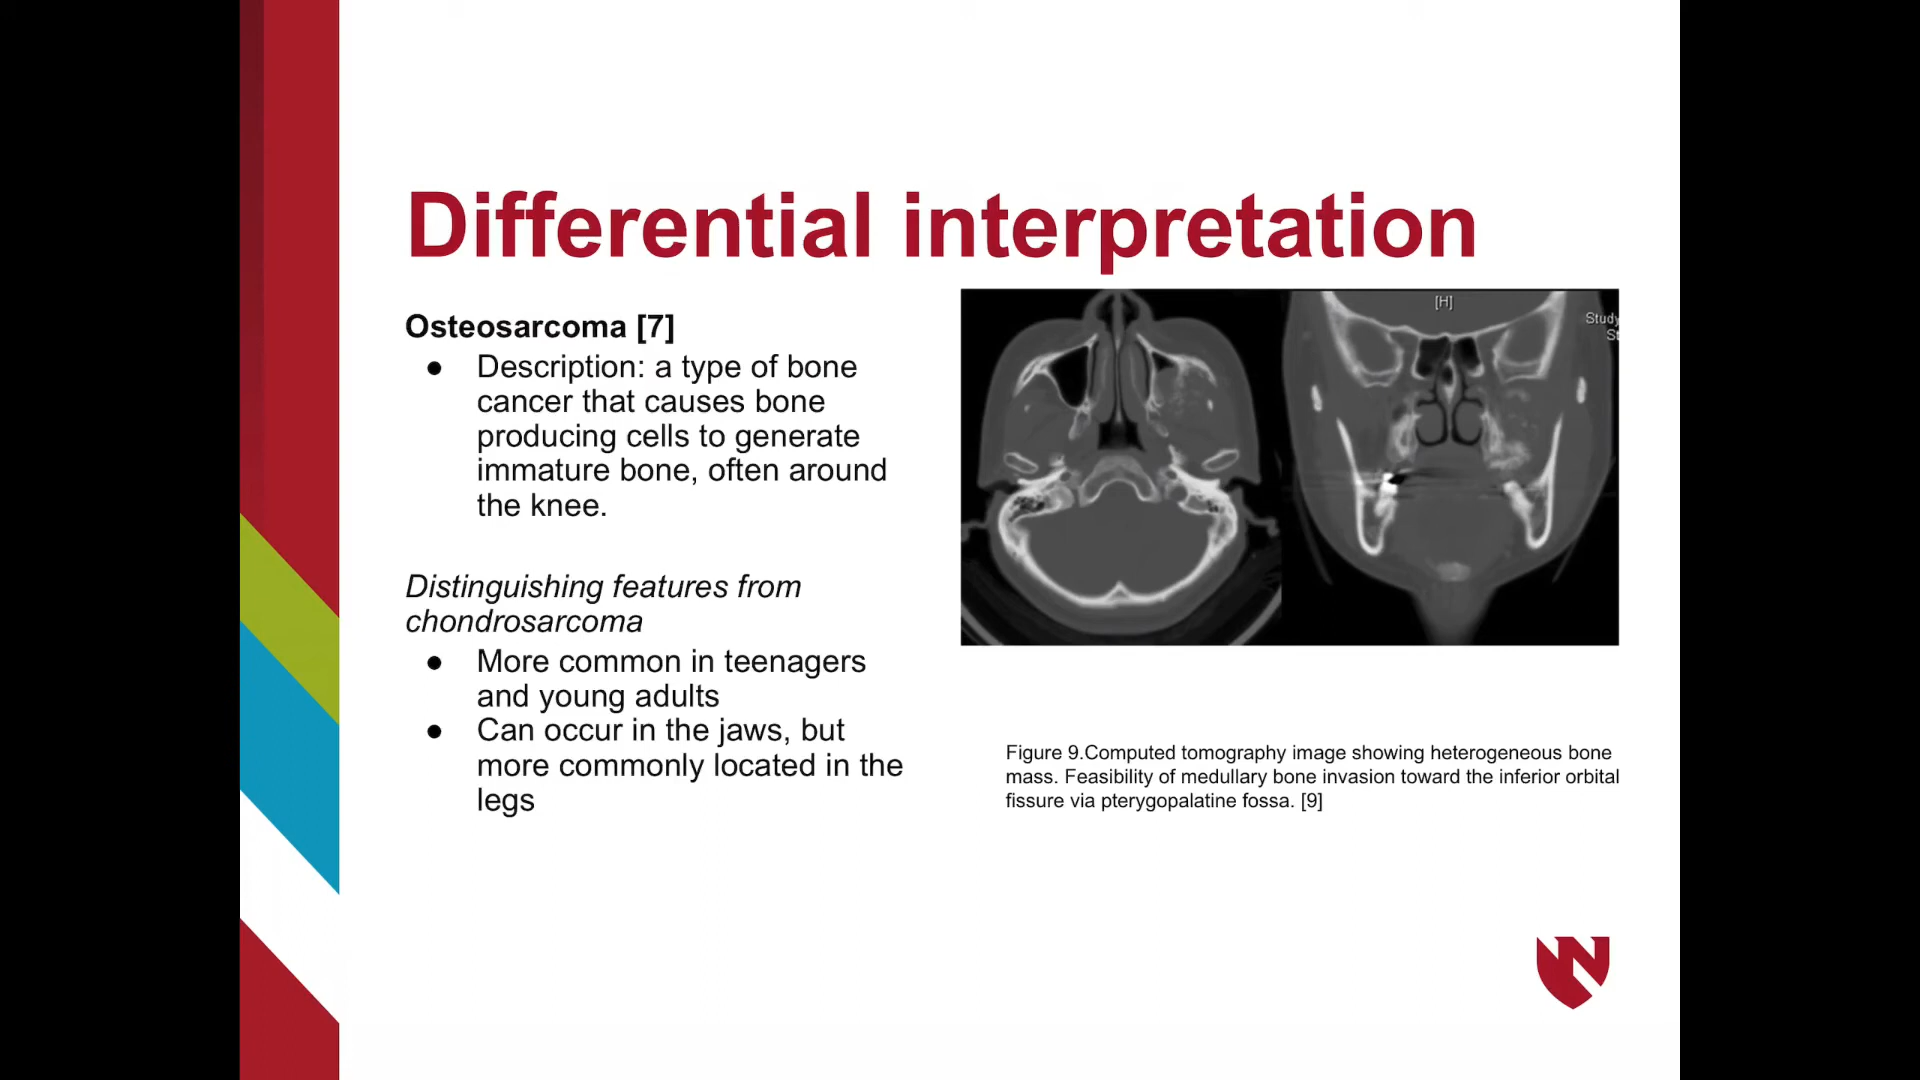 Differential interpretation
Osteosarcoma [7]
● Description: a type of bone
cancer that causes bone
producing cells to generate
immature bone, often around
the knee.
Distinguishing features from
chondrosarcoma
● More common in teenagers
and young adults
● Can occur in the jaws, but
more commonly located in the
legs
[H]
Study
St
Figure 9.Computed tomography image showing heterogeneous bone
mass. Feasibility of medullary bone invasion toward the inferior orbital
fissure via pterygopalatine fossa. [9]
N